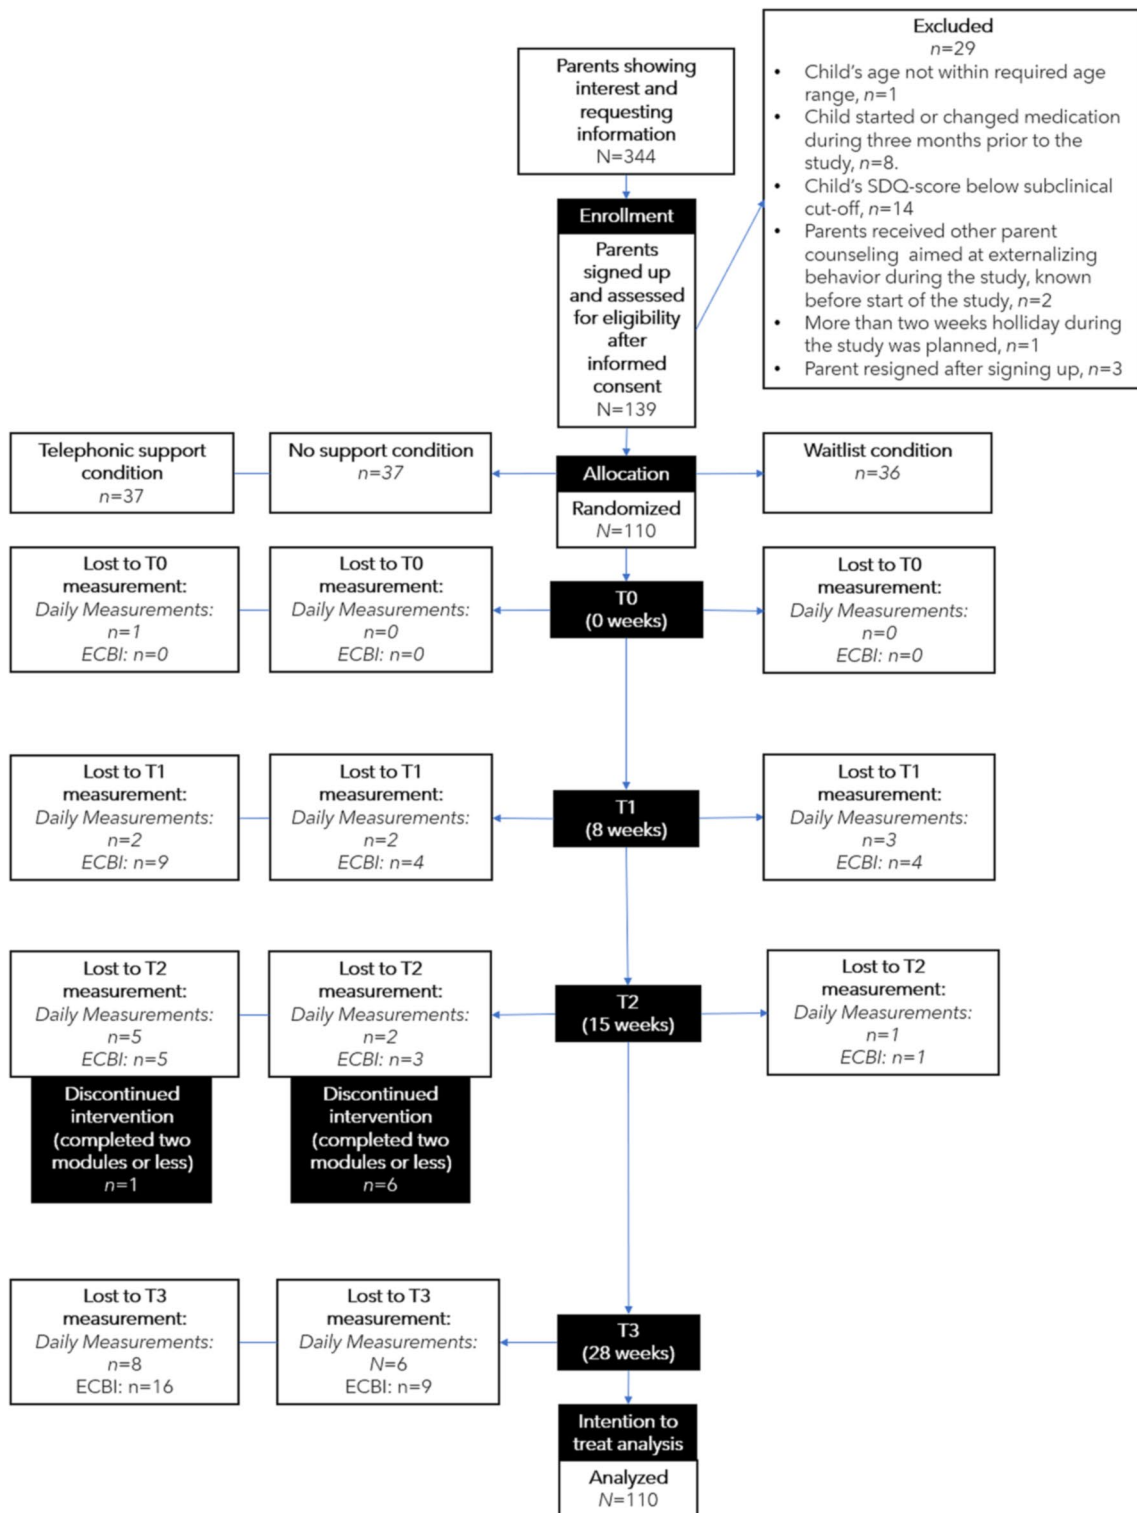 Parents showing
interest and
requesting
information
N=344
Excluded
n=29
• Child's age not within required age
range, n=1
• Child started or changed medication
during three months prior to the
study, n=8.
• Child's SDQ-score below subclinical
cut-off, n=14
• Parents received other parent
counseling aimed at externalizing
behavior during the study, known
before start of the study, n=2
• More than two weeks holliday during
the study was planned, n=1
• Parent resigned after signing up, n=3
Enrollment
Parents
signed up
and assessed
for eligibility
after
informed
consent
N=139
Telephonic support
condition
n=37
No support condition
n=37
Allocation
Randomized
N=110
Waitlist condition
n=36
Lost to T0
measurement:
Daily Measurements:
n=1
ECBI: n=0
Lost to T0
measurement:
Daily Measurements:
n=0
ECBI: n=0
T0
(0 weeks)
Lost to T0
measurement:
Daily Measurements:
n=0
ECBI: n=0
Lost to T1
measurement:
Daily Measurements:
n=2
ECBI: n=9
Lost to T1
measurement:
Daily Measurements:
n=2
ECBI: n=4
T1
(8 weeks)
Lost to T1
measurement:
Daily Measurements:
n=3
ECBI: n=4
Lost to T2
measurement:
Daily Measurements:
n=5
ECBI: n=5
Discontinued
intervention
(completed two
modules or less)
n=1
Lost to T2
measurement:
Daily Measurements:
n=2
ECBI: n=3
Discontinued
intervention
(completed two
modules or less)
n=6
T2
(15 weeks)
Lost to T2
measurement:
Daily Measurements:
n=1
ECBI: n=1
Lost to T3
measurement:
Daily Measurements:
n=8
ECBI: n=16
Lost to T3
measurement:
Daily Measurements:
N=6
ECBI: n=9
T3
(28 weeks)
Intention to
treat analysis
Analyzed
N=110